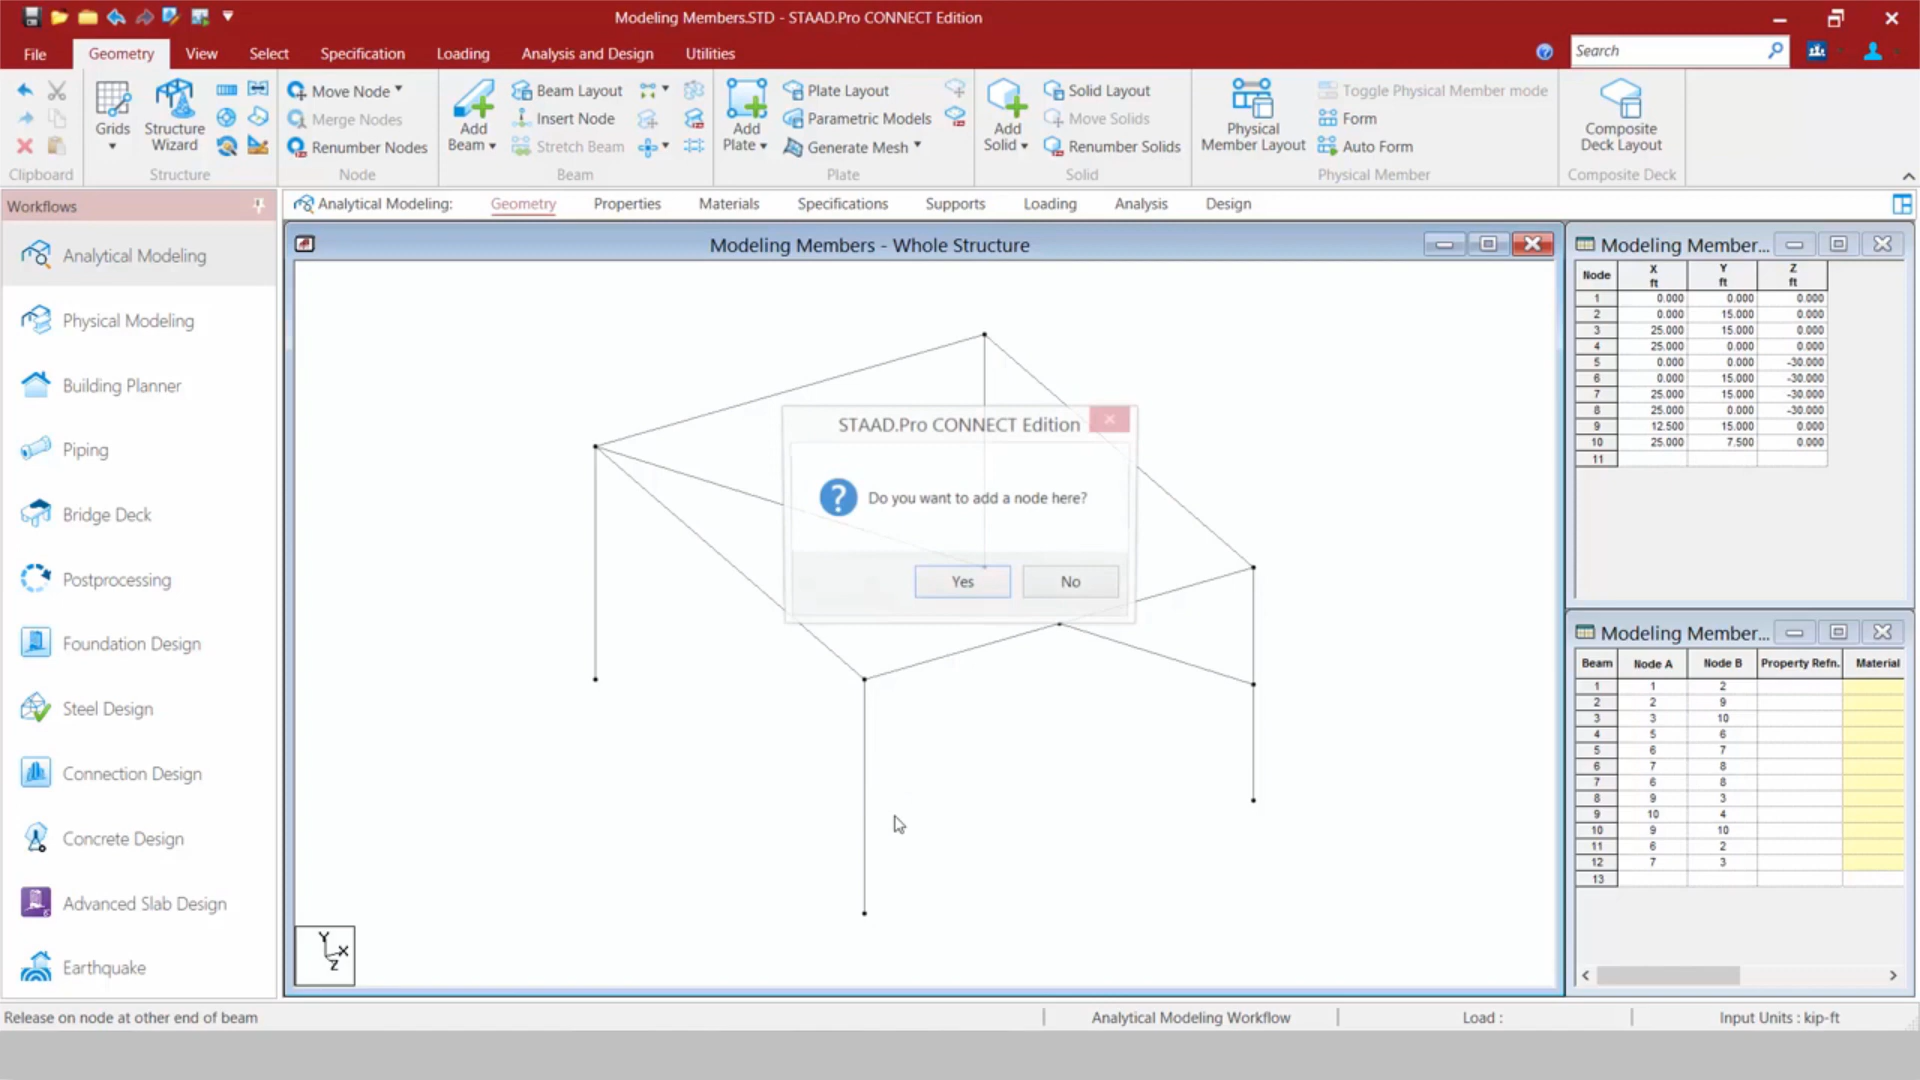 Modeling Members.STD - STAAD.Pro CONNECT Edition
File Geometry View Select Specification Loading Analysis and Design Utilities
Search
Grids
Structure Wizard
Structure
Clipboard
Move Node
Merge Nodes
Renumber Nodes
Node
Add Beam
Beam Layout
Insert Node
Stretch Beam
Beam
Add Plate
Plate Layout
Parametric Models
Generate Mesh
Plate
Add Solid
Solid Layout
Move Solids
Renumber Solids
Solid
Physical Member Layout
Toggle Physical Member mode
Form
Auto Form
Physical Member
Composite Deck Layout
Composite Deck
Workflows
Analytical Modeling
Physical Modeling
Building Planner
Piping
Bridge Deck
Postprocessing
Foundation Design
Steel Design
Connection Design
Concrete Design
Advanced Slab Design
Earthquake
Analytical Modeling: Geometry Properties Materials Specifications Supports Loading Analysis Design
Modeling Members - Whole Structure
STAAD.Pro CONNECT Edition
Do you want to add a node here?
Yes No
Y
X
Z
Modeling Member...
Node X ft Y ft Z ft
1 0.000 0.000 0.000
2 0.000 15.000 0.000
3 25.000 15.000 0.000
4 25.000 0.000 0.000
5 0.000 0.000 -30.000
6 0.000 15.000 -30.000
7 25.000 15.000 -30.000
8 25.000 0.000 -30.000
9 12.500 15.000 0.000
10 25.000 7.500 0.000
11
Modeling Member...
Beam Node A Node B Property Refn. Material
1 1 2
2 2 9
3 3 10
4 5 6
5 6 7
6 7 8
7 6 8
8 9 3
9 10 4
10 9 10
11 6 2
12 7 3
13
Release on node at other end of beam
Analytical Modeling Workflow
Load :
Input Units : kip-ft